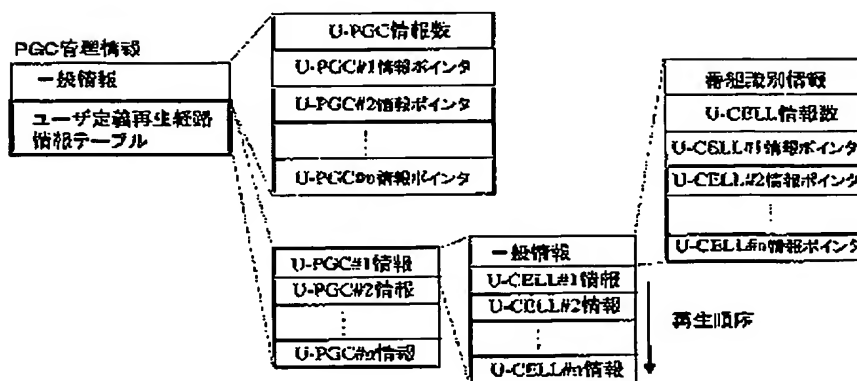 PGC管理情報
一般情報
ユーザ定義再生経路
情報テーブル
U-PGC情報数
U-PGC#1情報ポインタ
U-PGC#2情報ポインタ
⋮
U-PGC#n情報ポインタ
U-PGC#1情報
U-PGC#2情報
⋮
U-PGC#n情報
一般情報
U-CELL#1情報
U-CELL#2情報
⋮
U-CELL#n情報
番組識別情報
U-CELL情報数
U-CELL#1情報ポインタ
U-CELL#2情報ポインタ
⋮
U-CELL#n情報ポインタ
再生順序